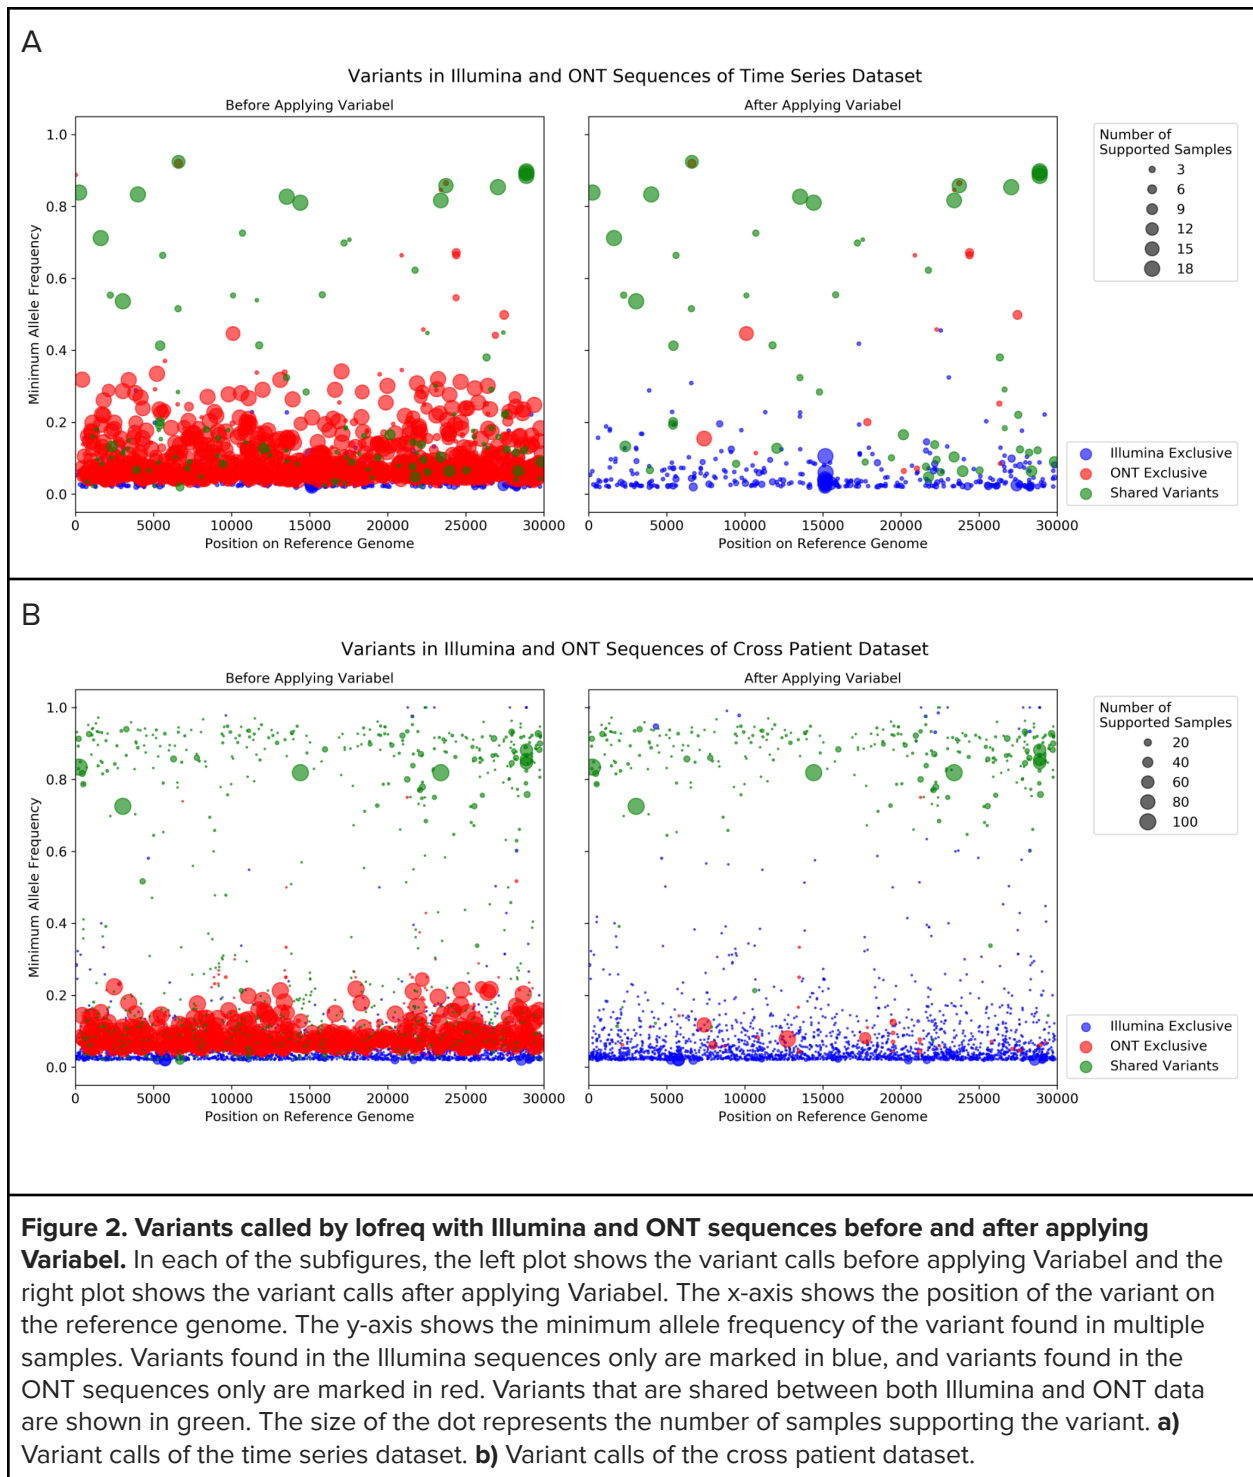 A
Variants in Illumina and ONT Sequences of Time Series Dataset
Before Applying Variabel
After Applying Variabel
Minimum Allele Frequency
1.0
0.8
0.6
0.4
0.2
0.0
0 5000 10000 15000 20000 25000 30000
0 5000 10000 15000 20000 25000 30000
Position on Reference Genome
Position on Reference Genome
Number of
Supported Samples
3
6
9
12
15
18
Illumina Exclusive
ONT Exclusive
Shared Variants
B
Variants in Illumina and ONT Sequences of Cross Patient Dataset
Before Applying Variabel
After Applying Variabel
Minimum Allele Frequency
1.0
0.8
0.6
0.4
0.2
0.0
0 5000 10000 15000 20000 25000 30000
0 5000 10000 15000 20000 25000 30000
Position on Reference Genome
Position on Reference Genome
Number of
Supported Samples
20
40
60
80
100
Illumina Exclusive
ONT Exclusive
Shared Variants
Figure 2. Variants called by lofreq with Illumina and ONT sequences before and after applying
Variabel. In each of the subfigures, the left plot shows the variant calls before applying Variabel and the
right plot shows the variant calls after applying Variabel. The x-axis shows the position of the variant on
the reference genome. The y-axis shows the minimum allele frequency of the variant found in multiple
samples. Variants found in the Illumina sequences only are marked in blue, and variants found in the
ONT sequences only are marked in red. Variants that are shared between both Illumina and ONT data
are shown in green. The size of the dot represents the number of samples supporting the variant. a)
Variant calls of the time series dataset. b) Variant calls of the cross patient dataset.